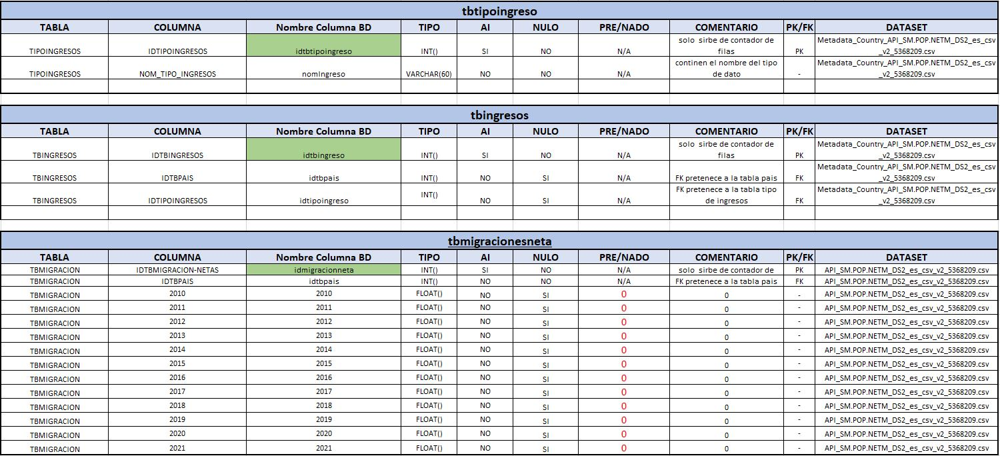 tbtipoingreso
TABLA COLUMNA Nombre Columna BD TIPO AI NULO PRE/NADO COMENTARIO PK/FK DATASET
TIPOINGRESOS IDTIPOINGRESOS idtbtipoingreso INT() SI NO N/A solo sirbe de contador de filas PK Metadata_Country_API_SM.POP.NETM_DS2_es_csv_v2_5368209.csv
TIPOINGRESOS NOM_TIPO_INGRESOS nomIngreso VARCHAR(60) NO NO N/A continen el nombre del tipo de dato - Metadata_Country_API_SM.POP.NETM_DS2_es_csv_v2_5368209.csv
tbingresos
TABLA COLUMNA Nombre Columna BD TIPO AI NULO PRE/NADO COMENTARIO PK/FK DATASET
TBINGRESOS IDTBINGRESOS idtbingreso INT() SI NO N/A solo sirbe de contador de filas PK Metadata_Country_API_SM.POP.NETM_DS2_es_csv_v2_5368209.csv
TBINGRESOS IDTBPAIS idtbpais INT() NO SI N/A FK pretenece a la tabla pais FK Metadata_Country_API_SM.POP.NETM_DS2_es_csv_v2_5368209.csv
TBINGRESOS IDTIPOINGRESOS idtipoingreso INT() NO SI N/A FK pretenece a la tabla tipo de ingresos FK Metadata_Country_API_SM.POP.NETM_DS2_es_csv_v2_5368209.csv
tbmigracionesneta
TABLA COLUMNA Nombre Columna BD TIPO AI NULO PRE/NADO COMENTARIO PK/FK DATASET
TBMIGRACION IDTBMIGRACION-NETAS idmigracionneta INT() SI NO N/A solo sirbe de contador de PK API_SM.POP.NETM_DS2_es_csv_v2_5368209.csv
TBMIGRACION IDTBPAIS idtbpais INT() NO NO N/A FK pretenece a la tabla pais FK API_SM.POP.NETM_DS2_es_csv_v2_5368209.csv
TBMIGRACION 2010 2010 FLOAT() NO SI 0 0 - API_SM.POP.NETM_DS2_es_csv_v2_5368209.csv
TBMIGRACION 2011 2011 FLOAT() NO SI 0 0 - API_SM.POP.NETM_DS2_es_csv_v2_5368209.csv
TBMIGRACION 2012 2012 FLOAT() NO SI 0 0 - API_SM.POP.NETM_DS2_es_csv_v2_5368209.csv
TBMIGRACION 2013 2013 FLOAT() NO SI 0 0 - API_SM.POP.NETM_DS2_es_csv_v2_5368209.csv
TBMIGRACION 2014 2014 FLOAT() NO SI 0 0 - API_SM.POP.NETM_DS2_es_csv_v2_5368209.csv
TBMIGRACION 2015 2015 FLOAT() NO SI 0 0 - API_SM.POP.NETM_DS2_es_csv_v2_5368209.csv
TBMIGRACION 2016 2016 FLOAT() NO SI 0 0 - API_SM.POP.NETM_DS2_es_csv_v2_5368209.csv
TBMIGRACION 2017 2017 FLOAT() NO SI 0 0 - API_SM.POP.NETM_DS2_es_csv_v2_5368209.csv
TBMIGRACION 2018 2018 FLOAT() NO SI 0 0 - API_SM.POP.NETM_DS2_es_csv_v2_5368209.csv
TBMIGRACION 2019 2019 FLOAT() NO SI 0 0 - API_SM.POP.NETM_DS2_es_csv_v2_5368209.csv
TBMIGRACION 2020 2020 FLOAT() NO SI 0 0 - API_SM.POP.NETM_DS2_es_csv_v2_5368209.csv
TBMIGRACION 2021 2021 FLOAT() NO SI 0 0 - API_SM.POP.NETM_DS2_es_csv_v2_5368209.csv